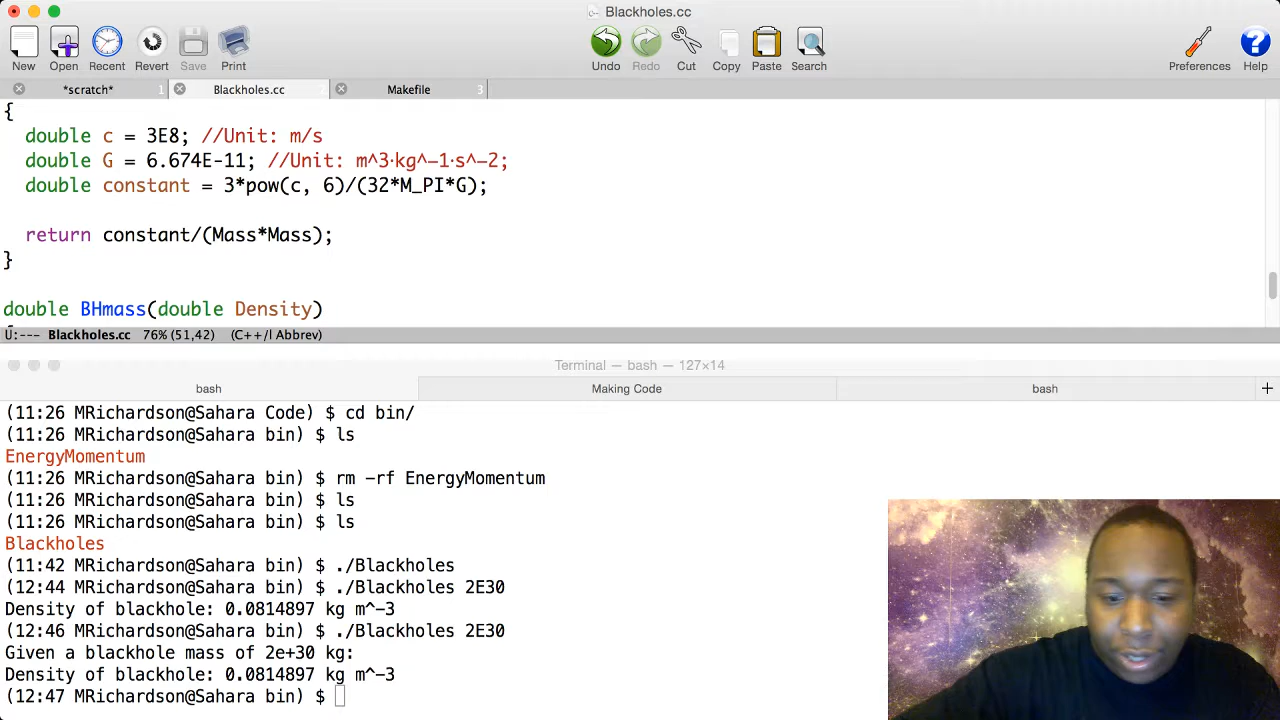 Blackholes.cc
New Open Recent Revert Save Print Undo Redo Cut Copy Paste Search Preferences Help
*scratch* 1 Blackholes.cc Makefile 3
{
double c = 3E8; //Unit: m/s
double G = 6.674E-11; //Unit: m^3·kg^-1·s^-2;
double constant = 3*pow(c, 6)/(32*M_PI*G);
return constant/(Mass*Mass);
}
double BHmass(double Density)
U:--- Blackholes.cc 76% (51,42) (C++/l Abbrev)
Terminal — bash — 127×14
bash Making Code bash +
(11:26 MRichardson@Sahara Code) $ cd bin/
(11:26 MRichardson@Sahara bin) $ ls
EnergyMomentum
(11:26 MRichardson@Sahara bin) $ rm -rf EnergyMomentum
(11:26 MRichardson@Sahara bin) $ ls
(11:26 MRichardson@Sahara bin) $ ls
Blackholes
(11:42 MRichardson@Sahara bin) $ ./Blackholes
(12:44 MRichardson@Sahara bin) $ ./Blackholes 2E30
Density of blackhole: 0.0814897 kg m^-3
(12:46 MRichardson@Sahara bin) $ ./Blackholes 2E30
Given a blackhole mass of 2e+30 kg:
Density of blackhole: 0.0814897 kg m^-3
(12:47 MRichardson@Sahara bin) $